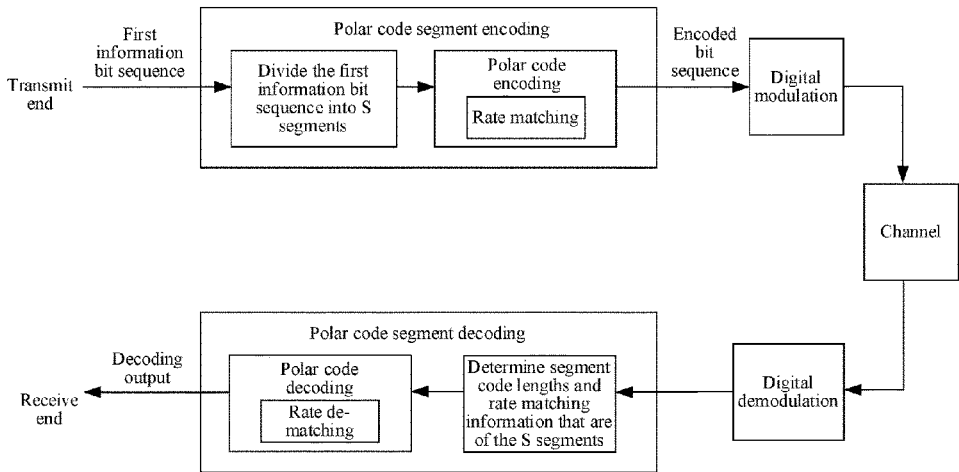 Polar code segment encoding
First
information
bit sequence
Transmit
end
Divide the first
information bit
sequence into S
segments
Polar code
encoding
Rate matching
Encoded
bit
sequence
Digital
modulation
Channel
Polar code segment decoding
Decoding
output
Receive
end
Polar code
decoding
Rate de-
matching
Determine segment
code lengths and
rate matching
information that are
of the S segments
Digital
demodulation